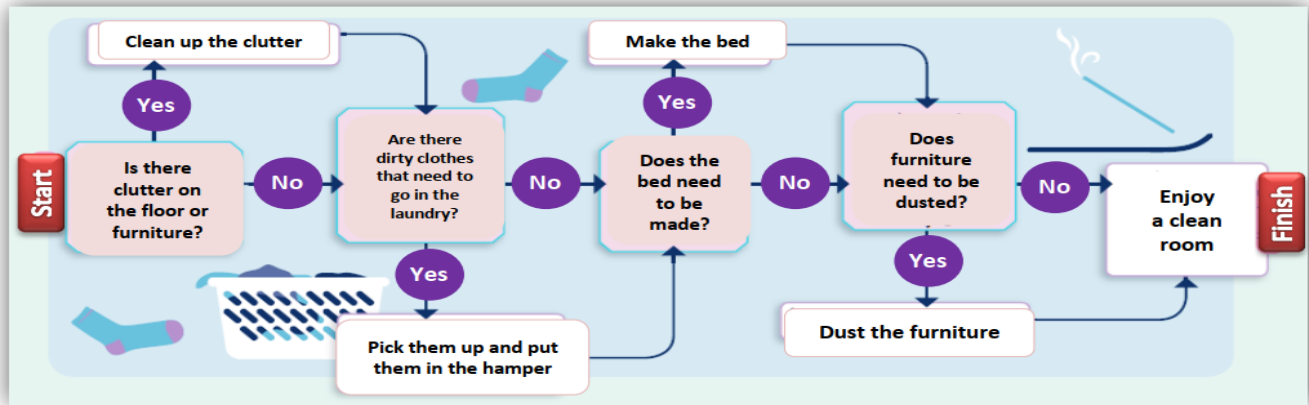 Start
Is there
clutter on
the floor or
furniture?
Yes
Clean up the clutter
No
Are there
dirty clothes
that need to
go in the
laundry?
Yes
Pick them up and put
them in the hamper
No
Does the
bed need
to be
made?
Yes
Make the bed
No
Does
furniture
need to be
dusted?
Yes
Dust the furniture
No
Enjoy
a clean
room
Finish